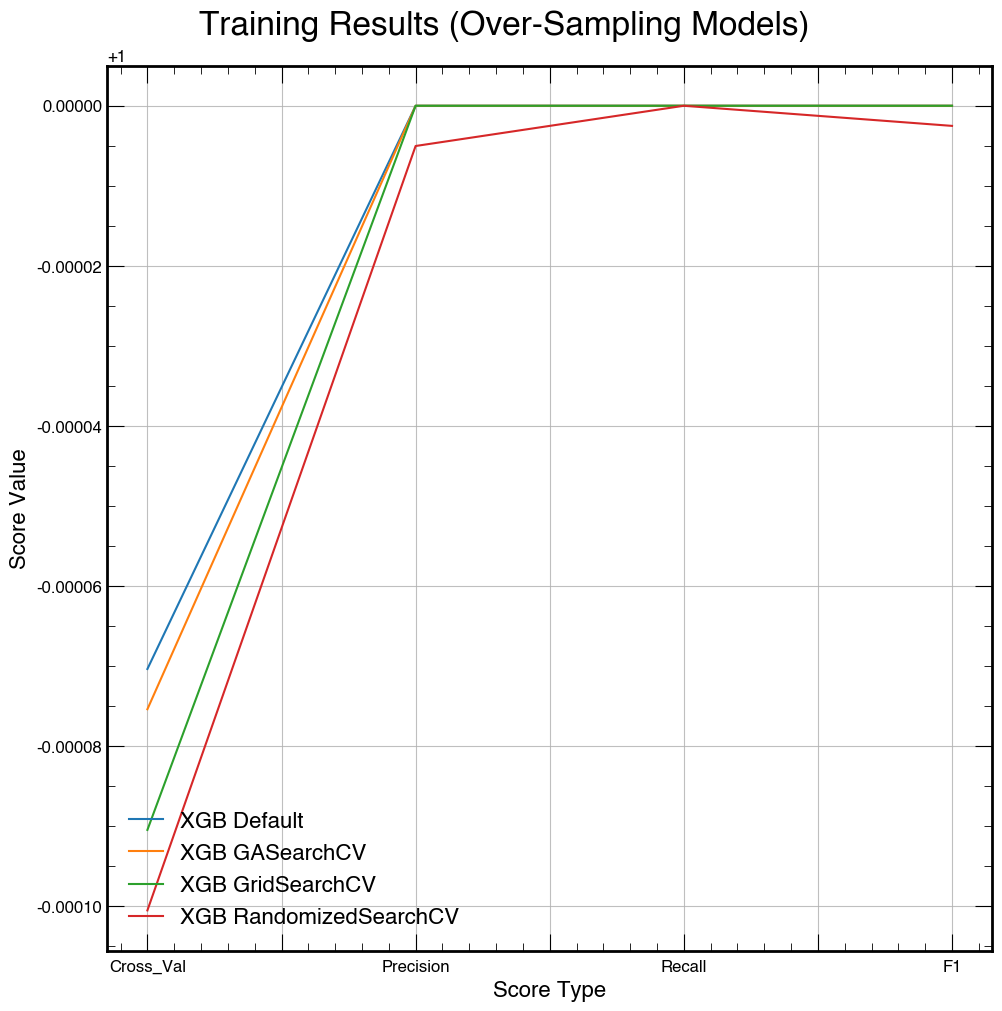 Training Results (Over-Sampling Models)
+1
0.00000
-0.00002
-0.00004
-0.00006
-0.00008
-0.00010
Score Value
XGB Default
XGB GASearchCV
XGB GridSearchCV
XGB RandomizedSearchCV
Cross_Val Precision Recall F1
Score Type